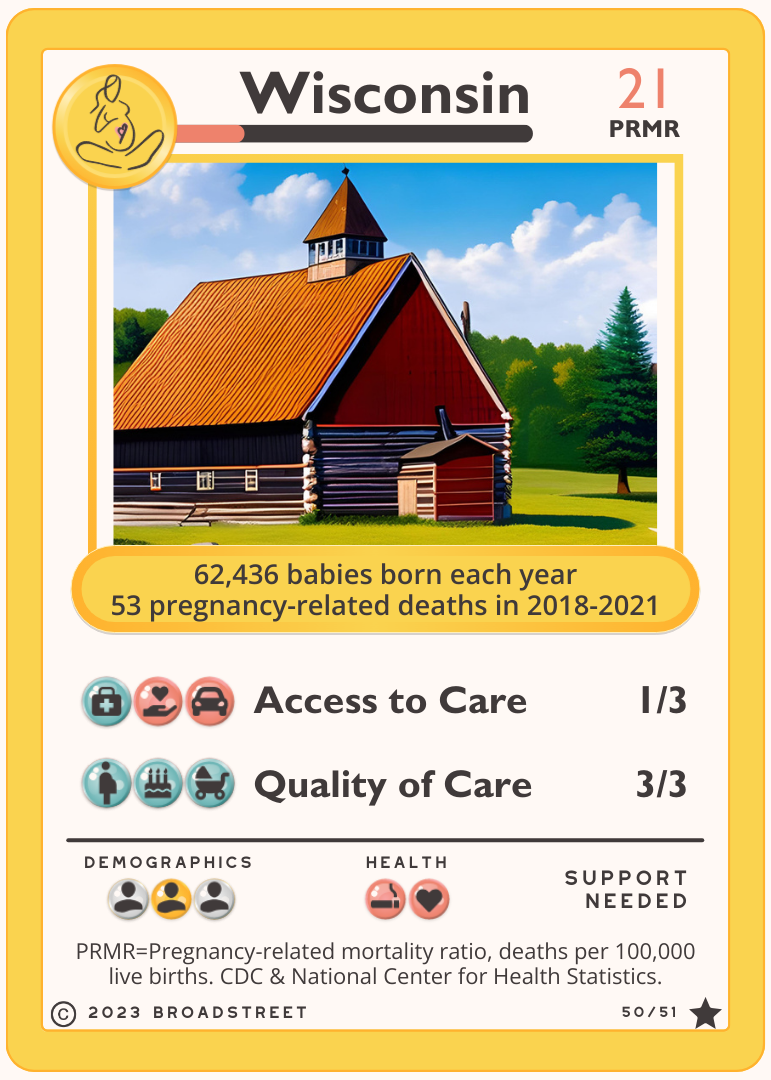 Wisconsin
21
PRMR
62,436 babies born each year
53 pregnancy-related deaths in 2018-2021
Access to Care 1/3
Quality of Care 3/3
DEMOGRAPHICS
HEALTH
SUPPORT
NEEDED
PRMR=Pregnancy-related mortality ratio, deaths per 100,000
live births. CDC & National Center for Health Statistics.
© 2023 BROADSTREET 50/51